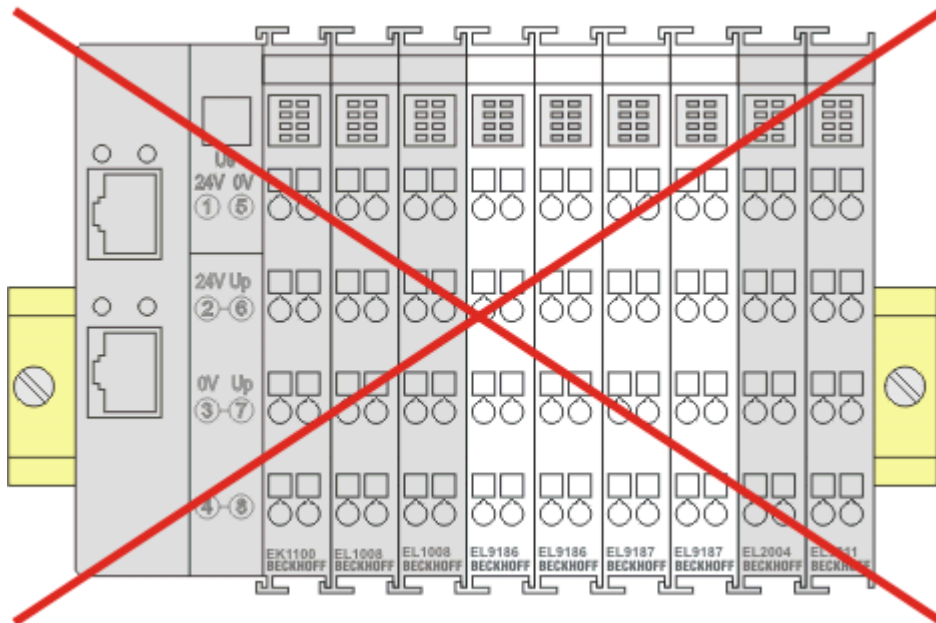 24V 0V
1 5
24V Up
2 6
0V Up
3 7
4 8
EK1100 EL1008 EL1008 EL9186 EL9186 EL9187 EL9187 EL2004
BECKHOFF BECKHOFF BECKHOFF BECKHOFF BECKHOFF BECKHOFF BECKHOFF BECKHOFF BECKHOFF